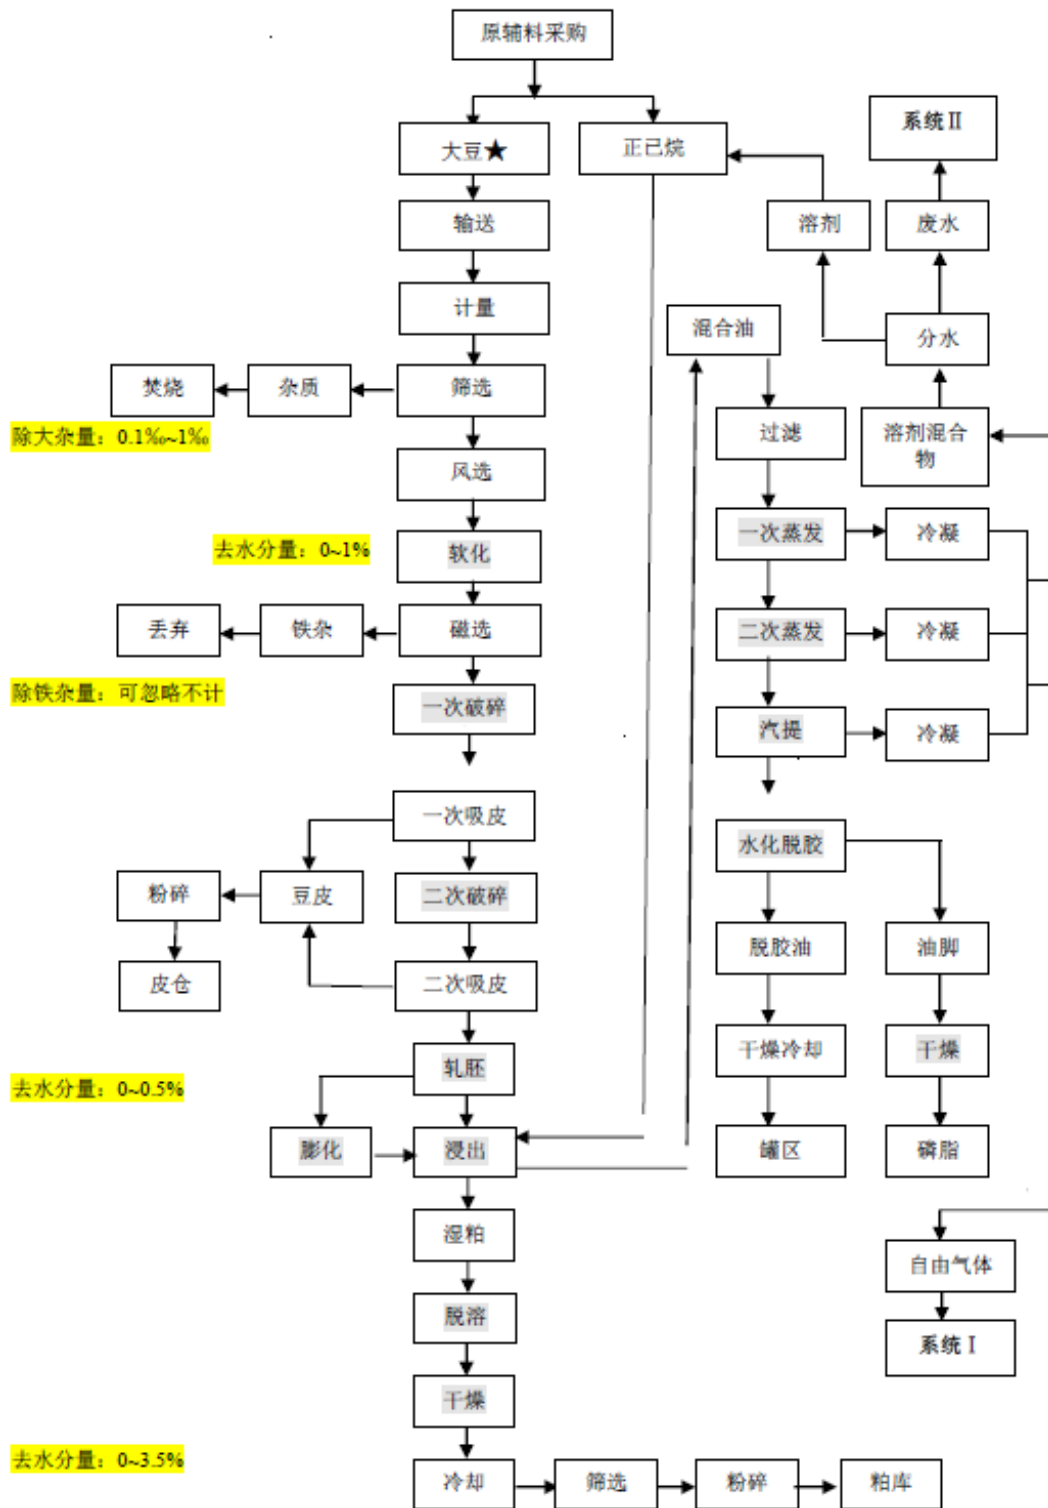 原辅料采购
大豆★
正已烷
系统Ⅱ
输送
溶剂
废水
计量
混合油
分水
焚烧
杂质
筛选
除大杂量：0.1‰~1‰
过滤
溶剂混合
物
风选
去水分量：0~1%
软化
一次蒸发
冷凝
丢弃
铁杂
磁选
二次蒸发
冷凝
除铁杂量：可忽略不计
一次破碎
汽提
冷凝
一次吸皮
水化脱胶
粉碎
豆皮
二次破碎
脱胶油
油脚
皮仓
二次吸皮
干燥冷却
干燥
轧胚
去水分量：0~0.5%
膨化
浸出
罐区
磷脂
湿粕
自由气体
脱溶
系统Ⅰ
干燥
去水分量：0~3.5%
冷却
筛选
粉碎
粕库